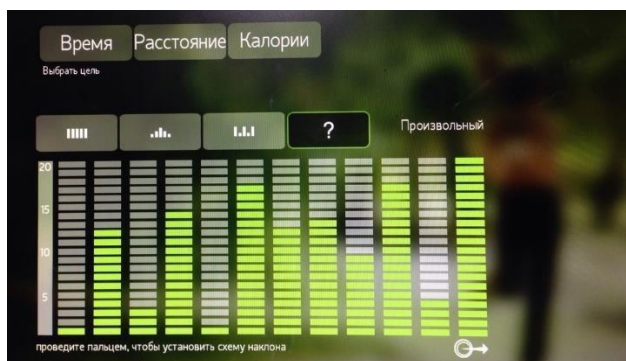 Время Расстояние Калории
Выбрать цель
?
Произвольный
20
15
10
5
проведите пальцем, чтобы установить схему наклона